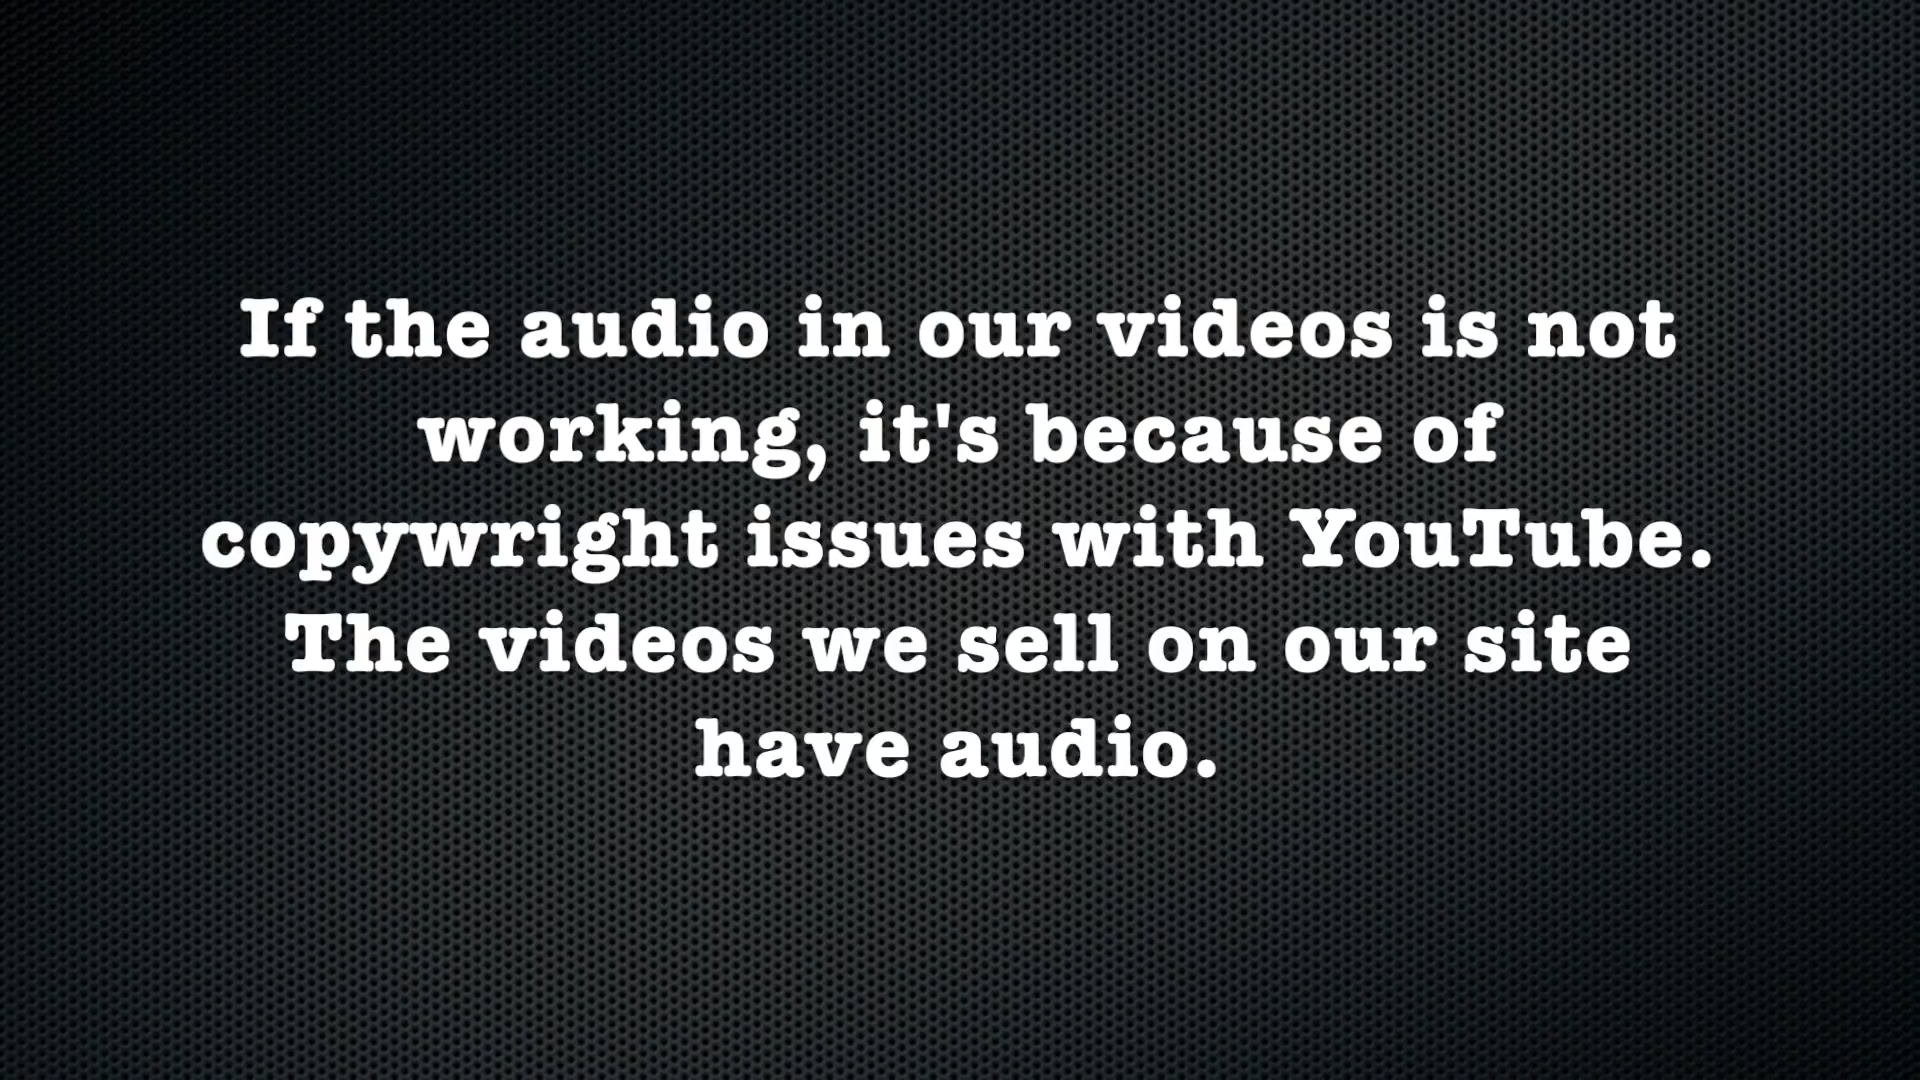 If the audio in our videos is not
working, it's because of
copywright issues with YouTube.
The videos we sell on our site
have audio.